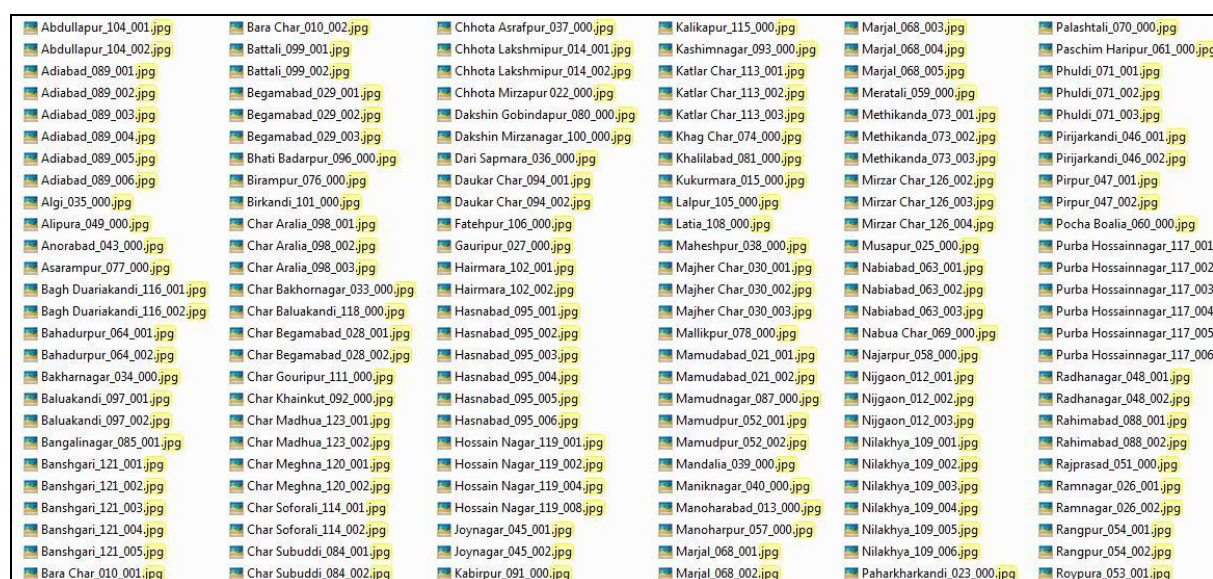 Abdullapur_104_001.jpg
Abdullapur_104_002.jpg
Adiabad_089_001.jpg
Adiabad_089_002.jpg
Adiabad_089_003.jpg
Adiabad_089_004.jpg
Adiabad_089_005.jpg
Adiabad_089_006.jpg
Algi_035_000.jpg
Alipura_049_000.jpg
Anorabad_043_000.jpg
Asarampur_077_000.jpg
Bagh Duariakandi_116_001.jpg
Bagh Duariakandi_116_002.jpg
Bahadurpur_064_001.jpg
Bahadurpur_064_002.jpg
Bakharnagar_034_000.jpg
Baluakandi_097_001.jpg
Baluakandi_097_002.jpg
Bangalinagar_085_001.jpg
Banshgari_121_001.jpg
Banshgari_121_002.jpg
Banshgari_121_003.jpg
Banshgari_121_004.jpg
Banshgari_121_005.jpg
Bara Char_010_001.jpg
Bara Char_010_002.jpg
Battali_099_001.jpg
Battali_099_002.jpg
Begamabad_029_001.jpg
Begamabad_029_002.jpg
Begamabad_029_003.jpg
Bhati Badarpur_096_000.jpg
Birampur_076_000.jpg
Birkandi_101_000.jpg
Char Aralia_098_001.jpg
Char Aralia_098_002.jpg
Char Aralia_098_003.jpg
Char Bakhornagar_033_000.jpg
Char Baluakandi_118_000.jpg
Char Begamabad_028_001.jpg
Char Begamabad_028_002.jpg
Char Gouripur_111_000.jpg
Char Khainkut_092_000.jpg
Char Madhua_123_001.jpg
Char Madhua_123_002.jpg
Char Meghna_120_001.jpg
Char Meghna_120_002.jpg
Char Soforali_114_001.jpg
Char Soforali_114_002.jpg
Char Subuddi_084_001.jpg
Char Subuddi_084_002.jpg
Chhota Asrafpur_037_000.jpg
Chhota Lakshmipur_014_001.jpg
Chhota Lakshmipur_014_002.jpg
Chhota Mirzapur 022_000.jpg
Dakshin Gobindapur_080_000.jpg
Dakshin Mirzanagar_100_000.jpg
Dari Sapmara_036_000.jpg
Daukar Char_094_001.jpg
Daukar Char_094_002.jpg
Fatehpur_106_000.jpg
Gauripur_027_000.jpg
Hairmara_102_001.jpg
Hairmara_102_002.jpg
Hasnabad_095_001.jpg
Hasnabad_095_002.jpg
Hasnabad_095_003.jpg
Hasnabad_095_004.jpg
Hasnabad_095_005.jpg
Hasnabad_095_006.jpg
Hossain Nagar_119_001.jpg
Hossain Nagar_119_002.jpg
Hossain Nagar_119_004.jpg
Hossain Nagar_119_008.jpg
Joynagar_045_001.jpg
Joynagar_045_002.jpg
Kabirpur_091_000.jpg
Kalikapur_115_000.jpg
Kashimnagar_093_000.jpg
Katlar Char_113_001.jpg
Katlar Char_113_002.jpg
Katlar Char_113_003.jpg
Khag Char_074_000.jpg
Khalilabad_081_000.jpg
Kukurmara_015_000.jpg
Lalpur_105_000.jpg
Latia_108_000.jpg
Maheshpur_038_000.jpg
Majher Char_030_001.jpg
Majher Char_030_002.jpg
Majher Char_030_003.jpg
Mallikpur_078_000.jpg
Mamudabad_021_001.jpg
Mamudabad_021_002.jpg
Mamudnagar_087_000.jpg
Mamudpur_052_001.jpg
Mamudpur_052_002.jpg
Mandalia_039_000.jpg
Maniknagar_040_000.jpg
Manoharabad_013_000.jpg
Manoharpur_057_000.jpg
Marjal_068_001.jpg
Marjal_068_002.jpg
Marjal_068_003.jpg
Marjal_068_004.jpg
Marjal_068_005.jpg
Meratali_059_000.jpg
Methikanda_073_001.jpg
Methikanda_073_002.jpg
Methikanda_073_003.jpg
Mirzar Char_126_002.jpg
Mirzar Char_126_003.jpg
Mirzar Char_126_004.jpg
Musapur_025_000.jpg
Nabiabad_063_001.jpg
Nabiabad_063_002.jpg
Nabiabad_063_003.jpg
Nabua Char_069_000.jpg
Najarpur_058_000.jpg
Nijgaon_012_001.jpg
Nijgaon_012_002.jpg
Nijgaon_012_003.jpg
Nilakhya_109_001.jpg
Nilakhya_109_002.jpg
Nilakhya_109_003.jpg
Nilakhya_109_004.jpg
Nilakhya_109_005.jpg
Nilakhya_109_006.jpg
Paharkharkandi_023_000.jpg
Palashtali_070_000.jpg
Paschim Haripur_061_000.jpg
Phuldi_071_001.jpg
Phuldi_071_002.jpg
Phuldi_071_003.jpg
Pirijarkandi_046_001.jpg
Pirijarkandi_046_002.jpg
Pirpur_047_001.jpg
Pirpur_047_002.jpg
Pocha Boalia_060_000.jpg
Purba Hossainnagar_117_001
Purba Hossainnagar_117_002
Purba Hossainnagar_117_003
Purba Hossainnagar_117_004
Purba Hossainnagar_117_005
Purba Hossainnagar_117_006
Radhanagar_048_001.jpg
Radhanagar_048_002.jpg
Rahimabad_088_001.jpg
Rahimabad_088_002.jpg
Rajprasad_051_000.jpg
Ramnagar_026_001.jpg
Ramnagar_026_002.jpg
Rangpur_054_001.jpg
Rangpur_054_002.jpg
Roypura_053_001.jpg